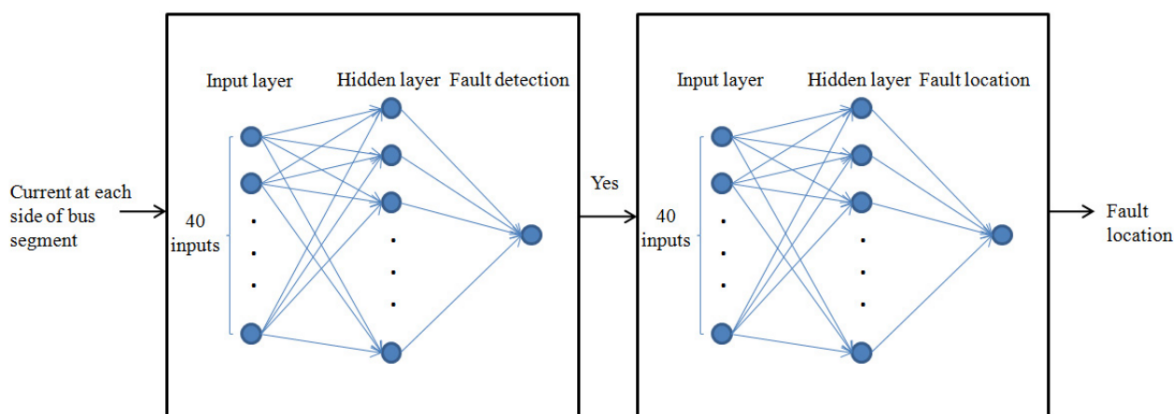 Input layer
Hidden layer
Fault detection
Current at each
side of bus
segment
40
inputs
Yes
Input layer
Hidden layer
Fault location
40
inputs
Fault
location